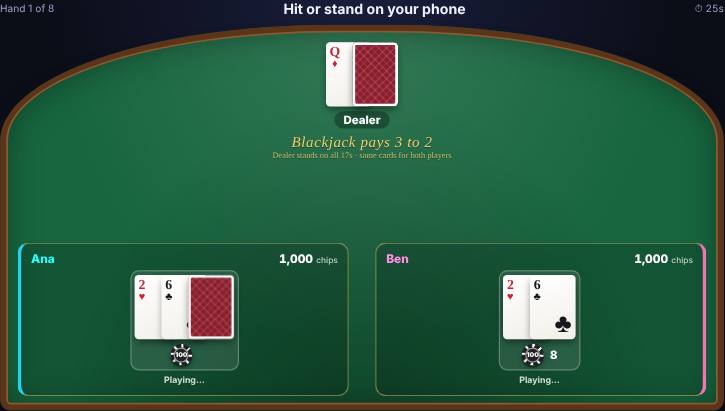 Hand 1 of 8
Hit or stand on your phone
⏱ 25s
Q
Dealer
Blackjack pays 3 to 2
Dealer stands on all 17s · same cards for both players
Ana
1,000 chips
2 6
100
Playing...
Ben
1,000 chips
2 6
100 8
Playing...